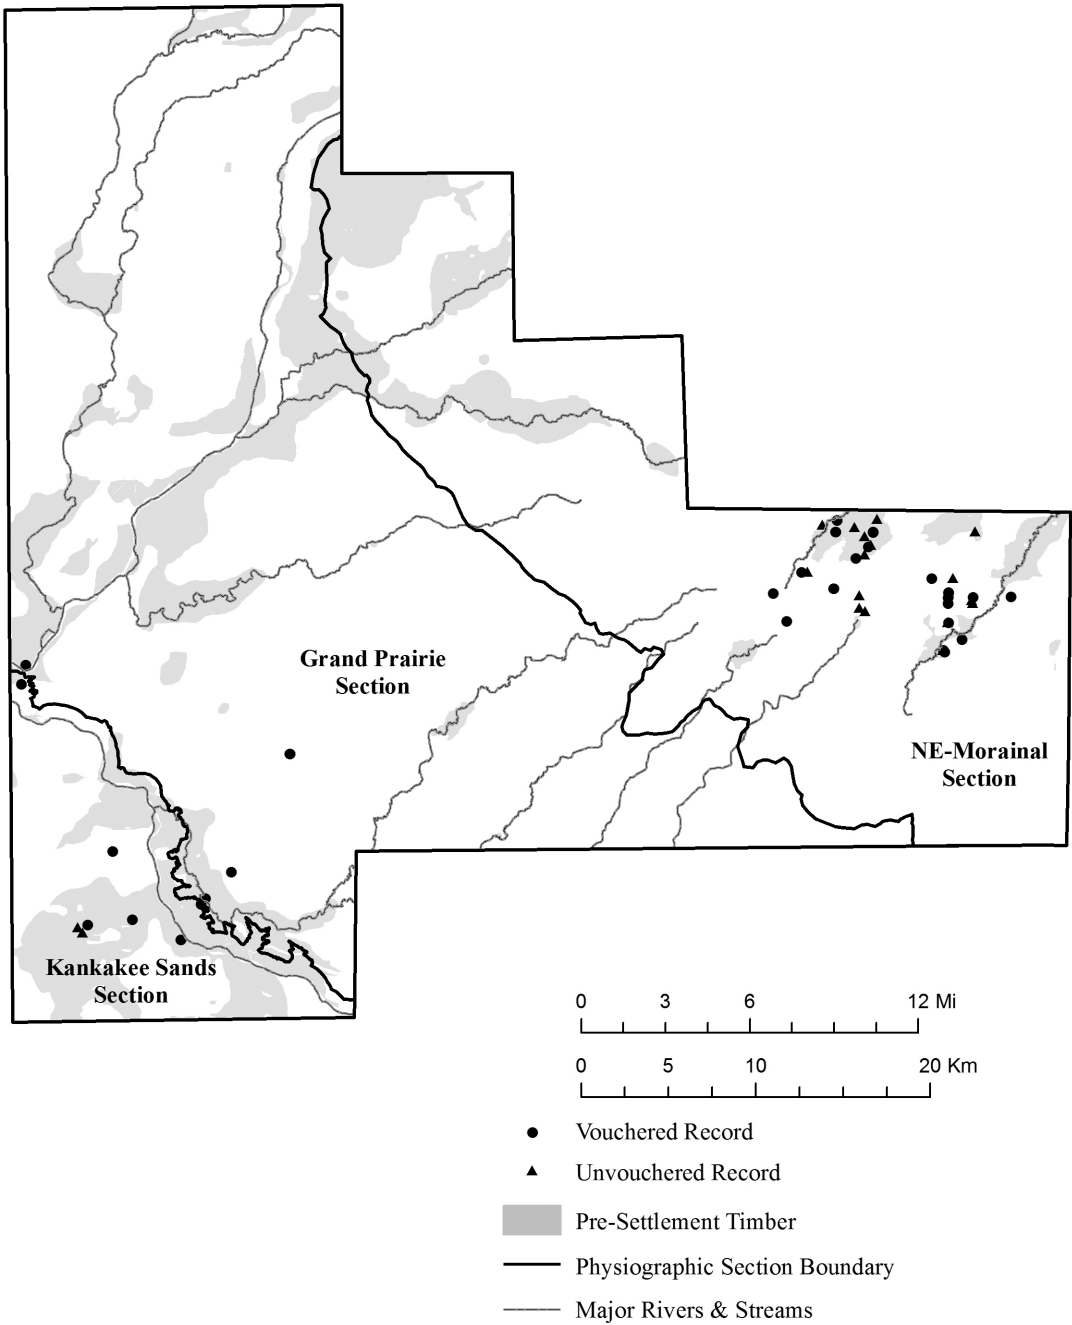 Grand Prairie
Section
NE-Morainal
Section
Kankakee Sands
Section
0 3 6 12 Mi
0 5 10 20 Km
Vouchered Record
Unvouchered Record
Pre-Settlement Timber
Physiographic Section Boundary
Major Rivers & Streams